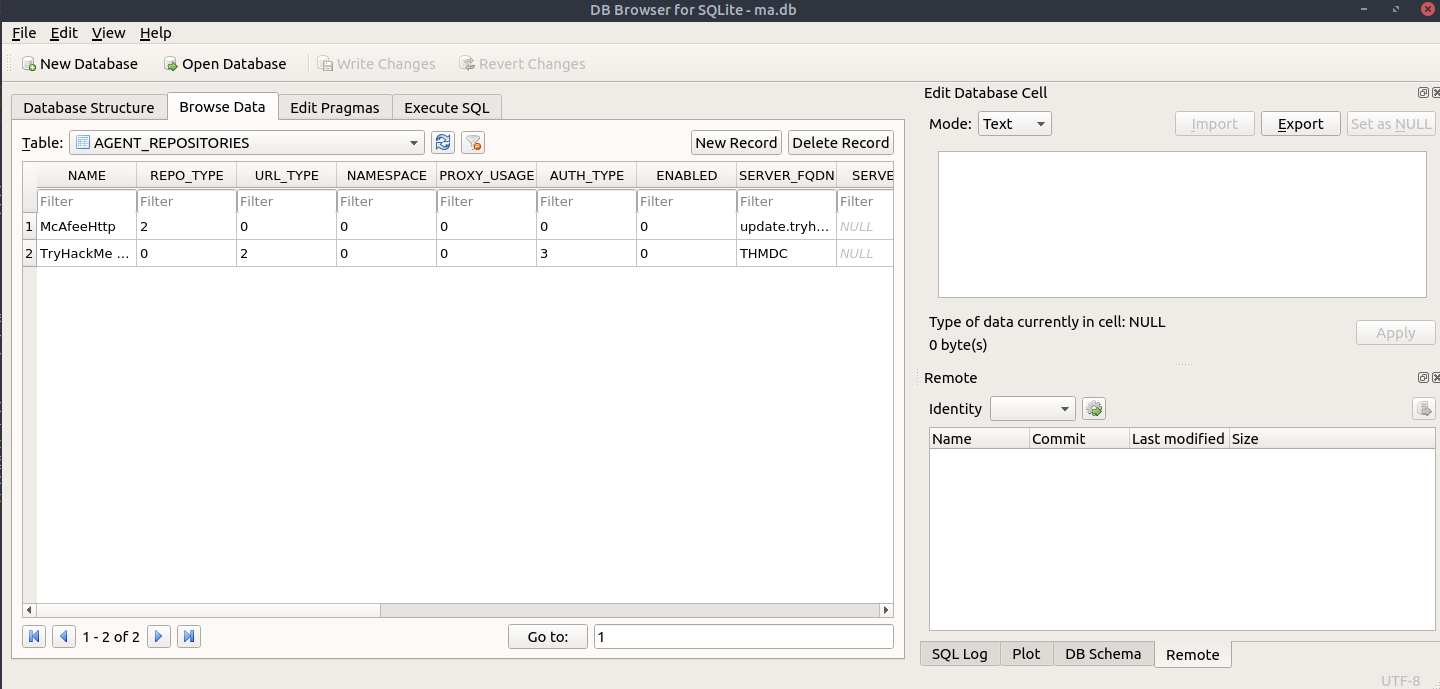 DB Browser for SQLite - ma.db
File Edit View Help
New Database Open Database Write Changes Revert Changes
Database Structure Browse Data Edit Pragmas Execute SQL
Table: AGENT_REPOSITORIES New Record Delete Record
NAME REPO_TYPE URL_TYPE NAMESPACE PROXY_USAGE AUTH_TYPE ENABLED SERVER_FQDN SERVE
Filter Filter Filter Filter Filter Filter Filter Filter Filter
1 McAfeeHttp 2 0 0 0 0 0 update.tryh... NULL
2 TryHackMe ... 0 2 0 0 3 0 THMDC NULL
1 - 2 of 2 Go to: 1
Edit Database Cell
Mode: Text Import Export Set as NULL
Type of data currently in cell: NULL
0 byte(s)
Apply
Remote
Identity
Name Commit Last modified Size
SQL Log Plot DB Schema Remote
UTF-8